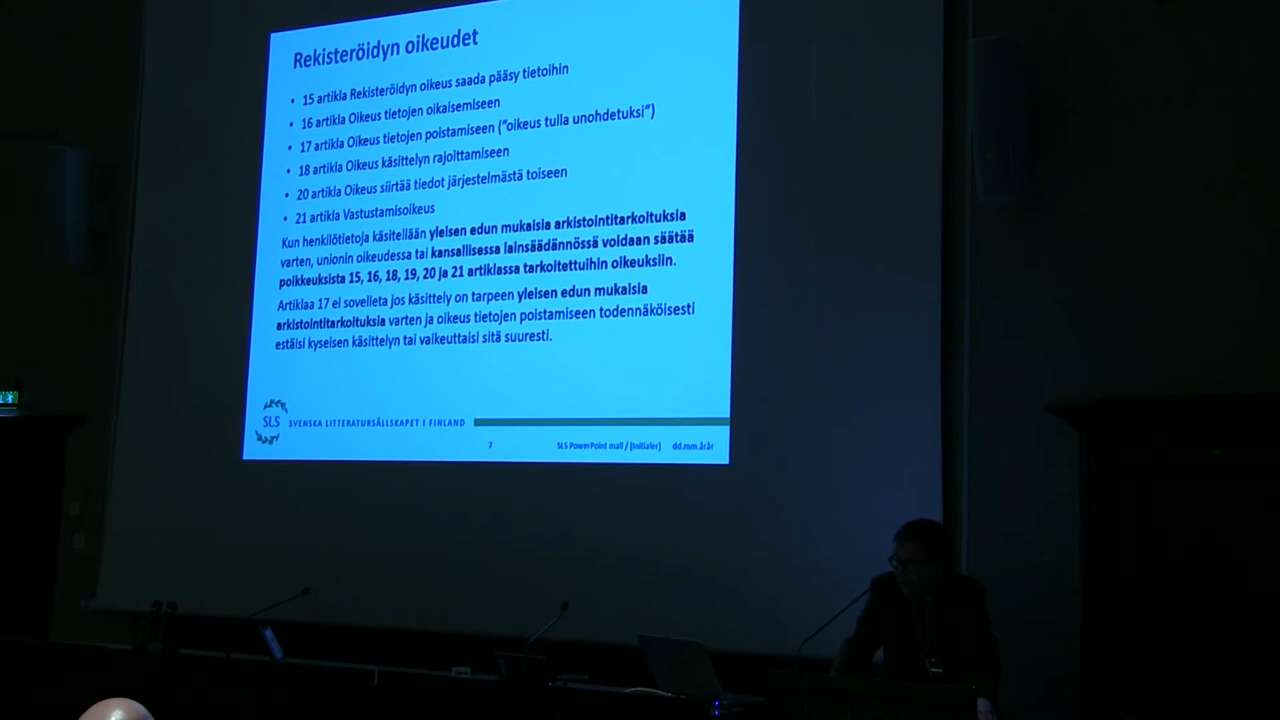 Rekisteröidyn oikeudet
• 15 artikla Rekisteröidyn oikeus saada pääsy tietoihin
• 16 artikla Oikeus tietojen oikaisemiseen
• 17 artikla Oikeus tietojen poistamiseen (”oikeus tulla unohdetuksi”)
• 18 artikla Oikeus käsittelyn rajoittamiseen
• 20 artikla Oikeus siirtää tiedot järjestelmästä toiseen
• 21 artikla Vastustamisoikeus
Kun henkilötietoja käsitellään yleisen edun mukaisia arkistointitarkoituksia
varten, unionin oikeudessa tai kansallisessa lainsäädännössä voidaan säätää
poikkeuksista 15, 16, 18, 19, 20 ja 21 artiklassa tarkoitettuihin oikeuksiin.
Artiklaa 17 ei sovelleta jos käsittely on tarpeen yleisen edun mukaisia
arkistointitarkoituksia varten ja oikeus tietojen poistamiseen todennäköisesti
estäisi kyseisen käsittelyn tai vaikeuttaisi sitä suuresti.
SLS SVENSKA LITTERATURSÄLLSKAPET I FINLAND
7 SLS PowerPoint mall / [Initialer] dd.mm.årår